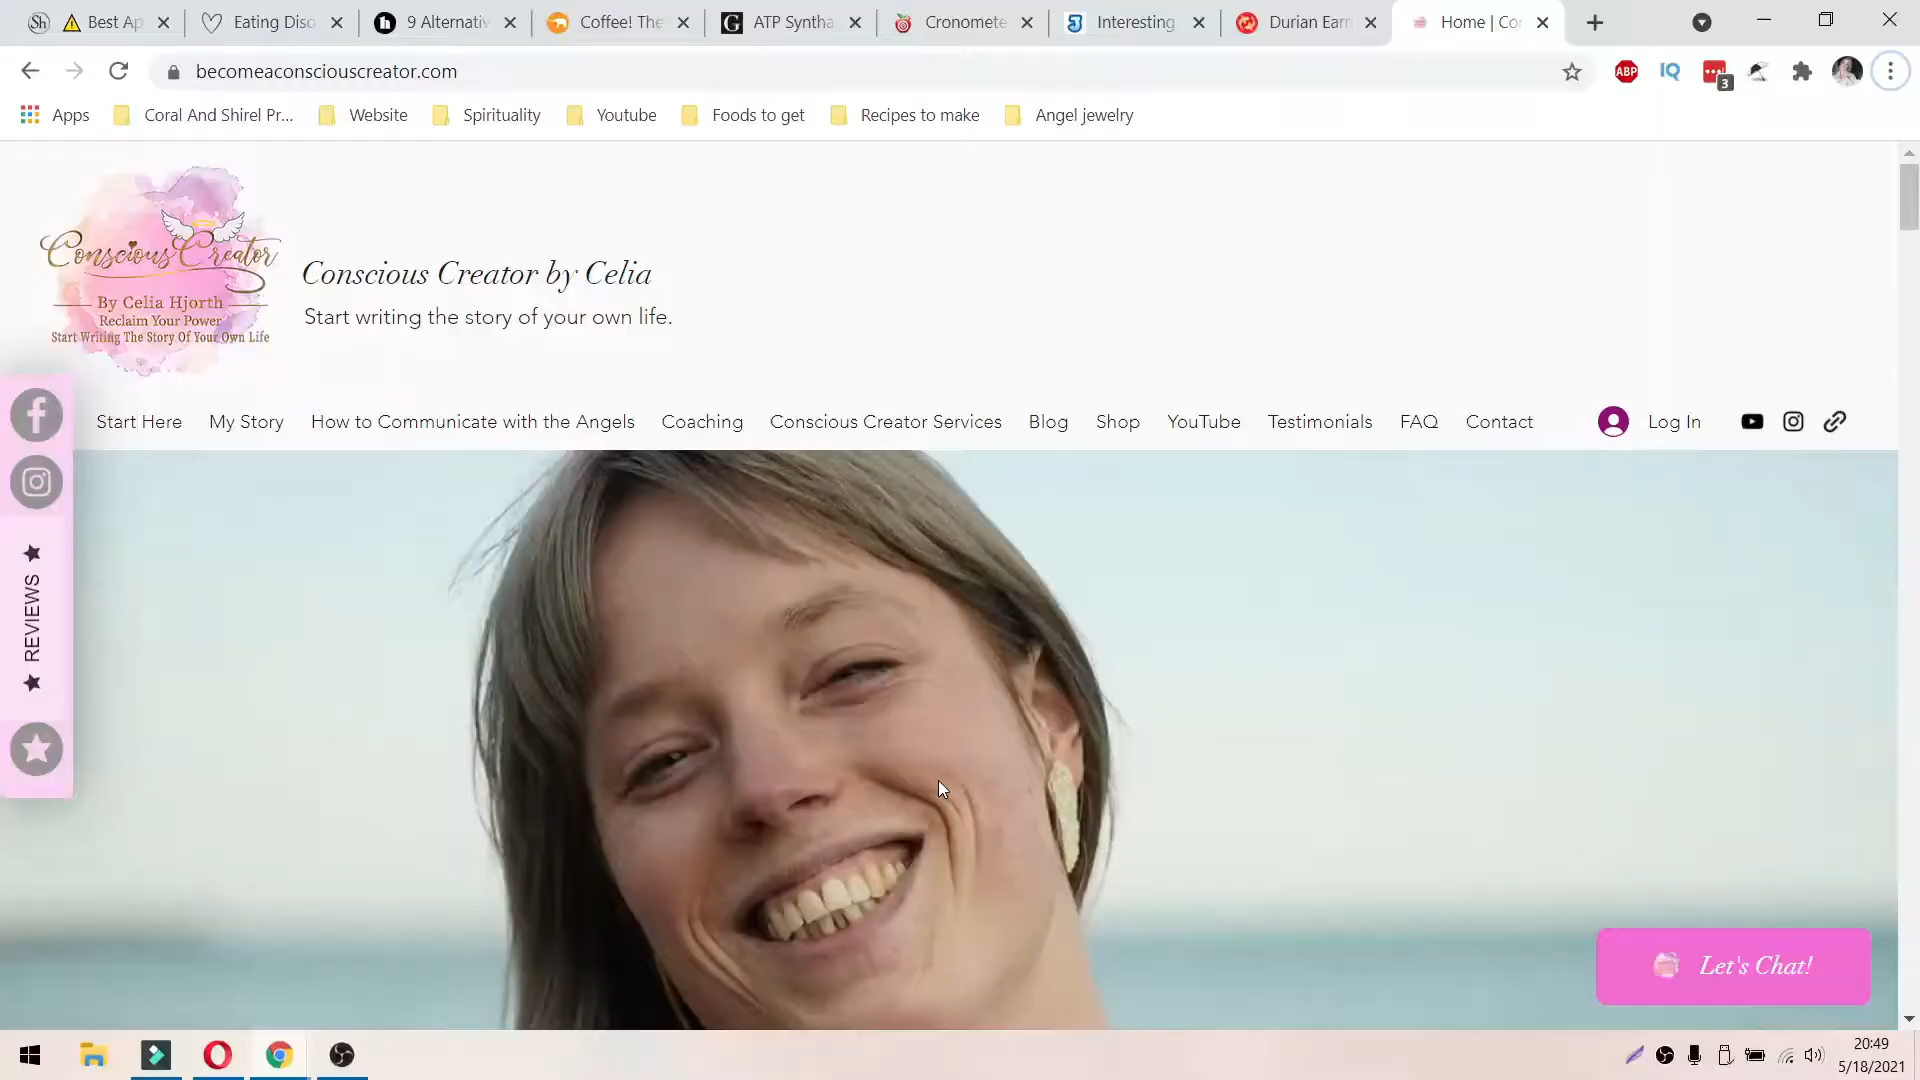 Best Ap
Eating Diso
9 Alternativ
Coffee! The
ATP Syntha
Cronomete
Interesting
Durian Earn
Home | Co
becomeaconsciouscreator.com
ABP
IQ
3
Apps
Coral And Shirel Pr...
Website
Spirituality
Youtube
Foods to get
Recipes to make
Angel jewelry
Conscious Creator
By Celia Hjorth
Reclaim Your Power
Start Writing The Story Of Your Own Life
Conscious Creator by Celia
Start writing the story of your own life.
Start Here
My Story
How to Communicate with the Angels
Coaching
Conscious Creator Services
Blog
Shop
YouTube
Testimonials
FAQ
Contact
Log In
REVIEWS
Let's Chat!
20:49
5/18/2021